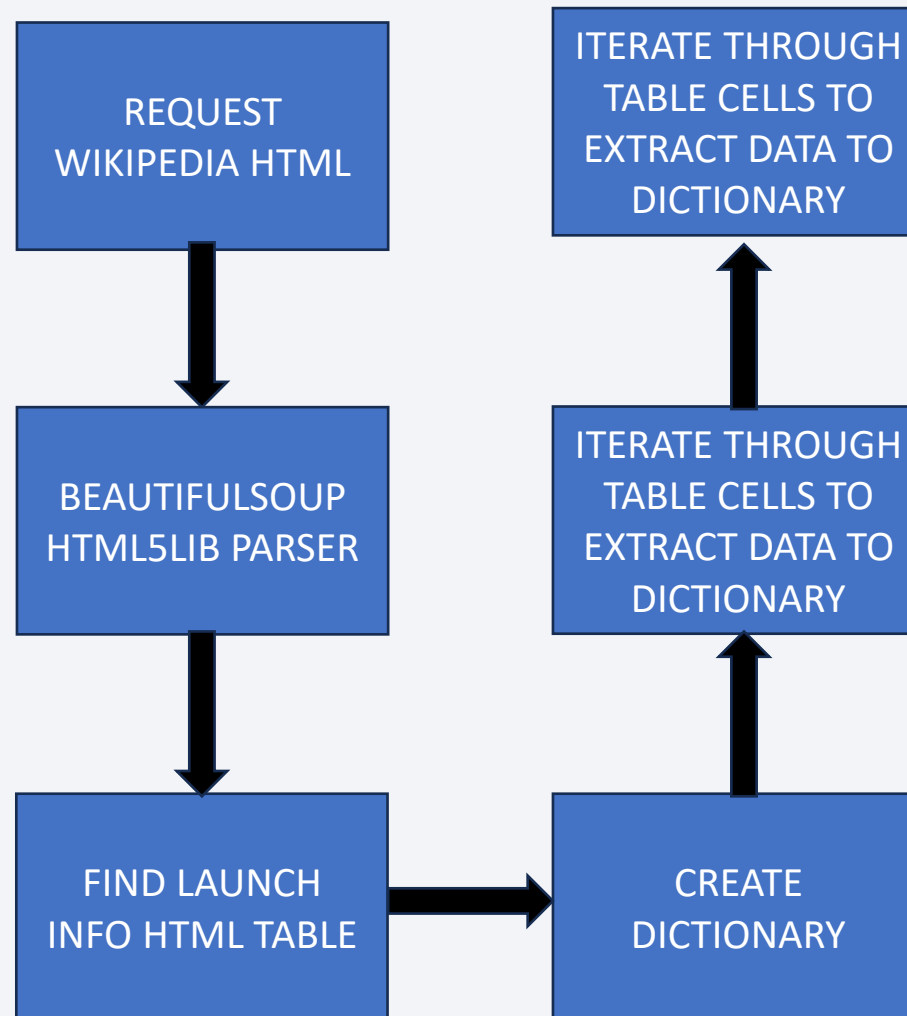 REQUEST
WIKIPEDIA HTML
BEAUTIFULSOUP
HTML5LIB PARSER
FIND LAUNCH
INFO HTML TABLE
CREATE
DICTIONARY
ITERATE THROUGH
TABLE CELLS TO
EXTRACT DATA TO
DICTIONARY
ITERATE THROUGH
TABLE CELLS TO
EXTRACT DATA TO
DICTIONARY